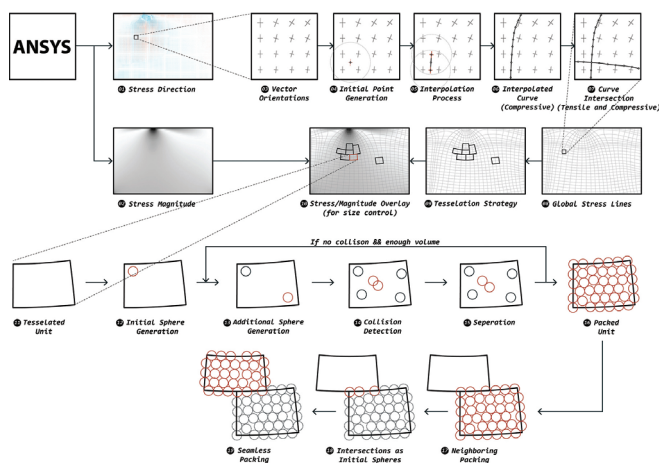 ANSYS
01 Stress Direction
03 Vector
Orientations
04 Initial Point
Generation
05 Interpolation
Process
06 Interpolated
Curve
(Compressive)
07 Curve
Intersection
(Tensile and Compressive)
02 Stress Magnitude
10 Stress/Magnitude Overlay
(for size control)
09 Tesselation Strategy
08 Global Stress Lines
If no collison && enough volume
11 Tesselated
Unit
12 Initial Sphere
Generation
13 Additional Sphere
Generation
14 Collision
Detection
15 Seperation
16 Packed
Unit
19 Seamless
Packing
18 Intersections as
Initial Spheres
17 Neighboring
Packing